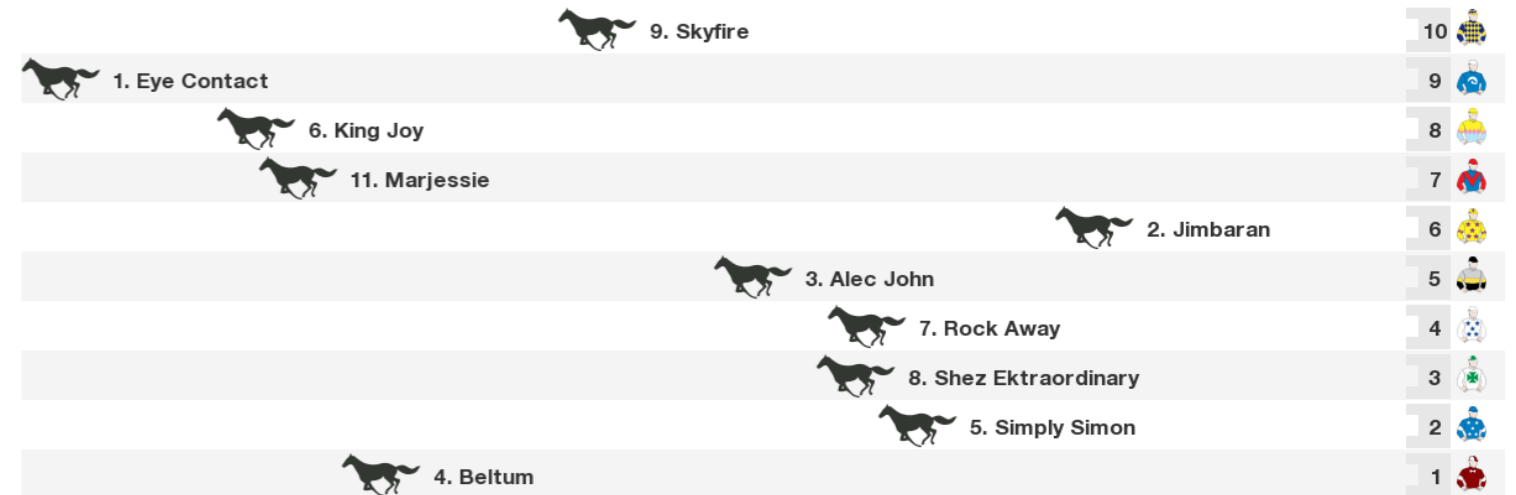 9. Skyfire 10
1. Eye Contact 9
6. King Joy 8
11. Marjessie 7
2. Jimbaran 6
3. Alec John 5
7. Rock Away 4
8. Shez Ektraordinary 3
5. Simply Simon 2
4. Beltum 1